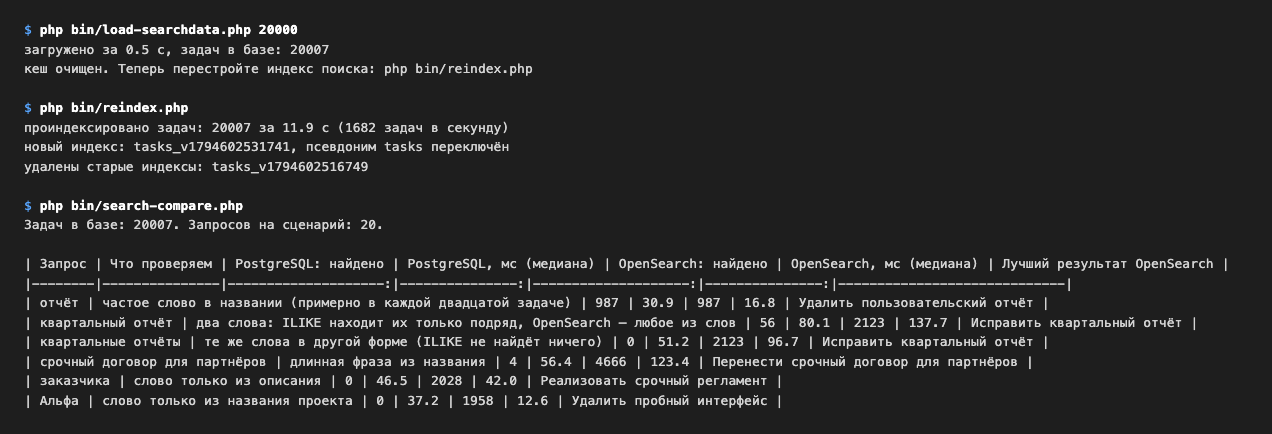 $ php bin/load-searchdata.php 20000
загружено за 0.5 с, задач в базе: 20007
кеш очищен. Теперь перестройте индекс поиска: php bin/reindex.php
$ php bin/reindex.php
проиндексировано задач: 20007 за 11.9 с (1682 задач в секунду)
новый индекс: tasks_v1794602531741, псевдоним tasks переключён
удалены старые индексы: tasks_v1794602516749
$ php bin/search-compare.php
Задач в базе: 20007. Запросов на сценарий: 20.
| Запрос | Что проверяем | PostgreSQL: найдено | PostgreSQL, мс (медиана) | OpenSearch: найдено | OpenSearch, мс (медиана) | Лучший результат OpenSearch |
|--------|---------------|--------------------:|---------------:|--------------------:|---------------:|-----------------------------|
| отчёт | частое слово в названии (примерно в каждой двадцатой задаче) | 987 | 30.9 | 987 | 16.8 | Удалить пользовательский отчёт |
| квартальный отчёт | два слова: ILIKE находит их только подряд, OpenSearch — любое из слов | 56 | 80.1 | 2123 | 137.7 | Исправить квартальный отчёт |
| квартальные отчёты | те же слова в другой форме (ILIKE не найдёт ничего) | 0 | 51.2 | 2123 | 96.7 | Исправить квартальный отчёт |
| срочный договор для партнёров | длинная фраза из названия | 4 | 56.4 | 4666 | 123.4 | Перенести срочный договор для партнёров |
| заказчика | слово только из описания | 0 | 46.5 | 2028 | 42.0 | Реализовать срочный регламент |
| Альфа | слово только из названия проекта | 0 | 37.2 | 1958 | 12.6 | Удалить пробный интерфейс |